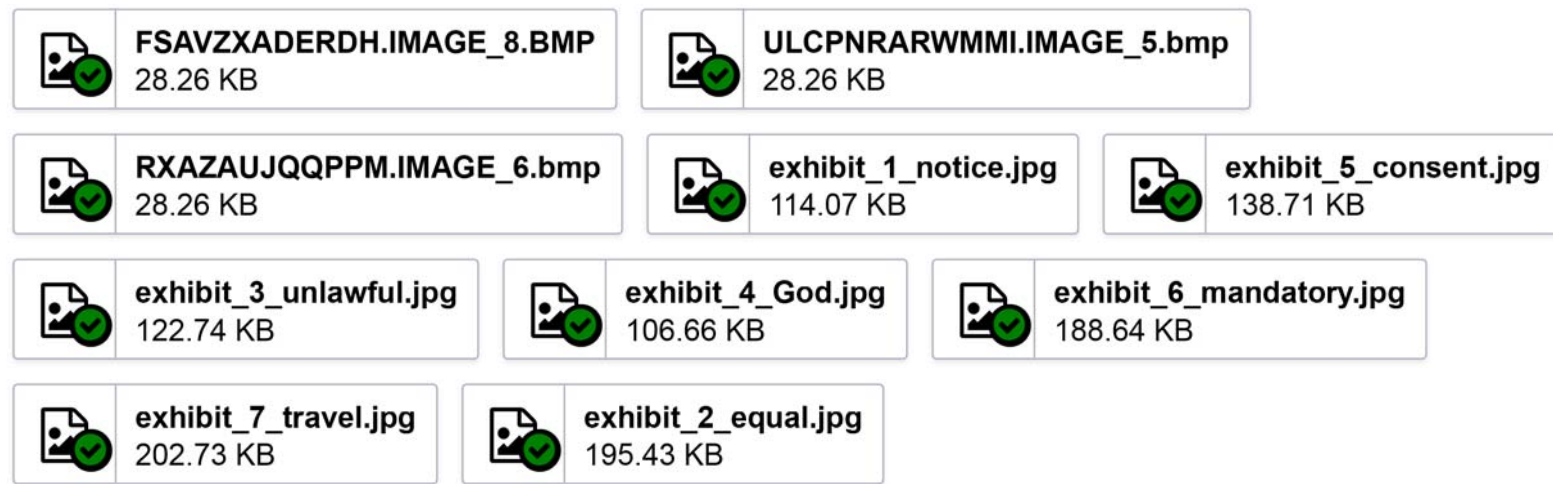 FSAVZXADERDH.IMAGE_8.BMP
28.26 KB
ULCPNRARWMMI.IMAGE_5.bmp
28.26 KB
RXAZAUJQQPPM.IMAGE_6.bmp
28.26 KB
exhibit_1_notice.jpg
114.07 KB
exhibit_5_consent.jpg
138.71 KB
exhibit_3_unlawful.jpg
122.74 KB
exhibit_4_God.jpg
106.66 KB
exhibit_6_mandatory.jpg
188.64 KB
exhibit_7_travel.jpg
202.73 KB
exhibit_2_equal.jpg
195.43 KB